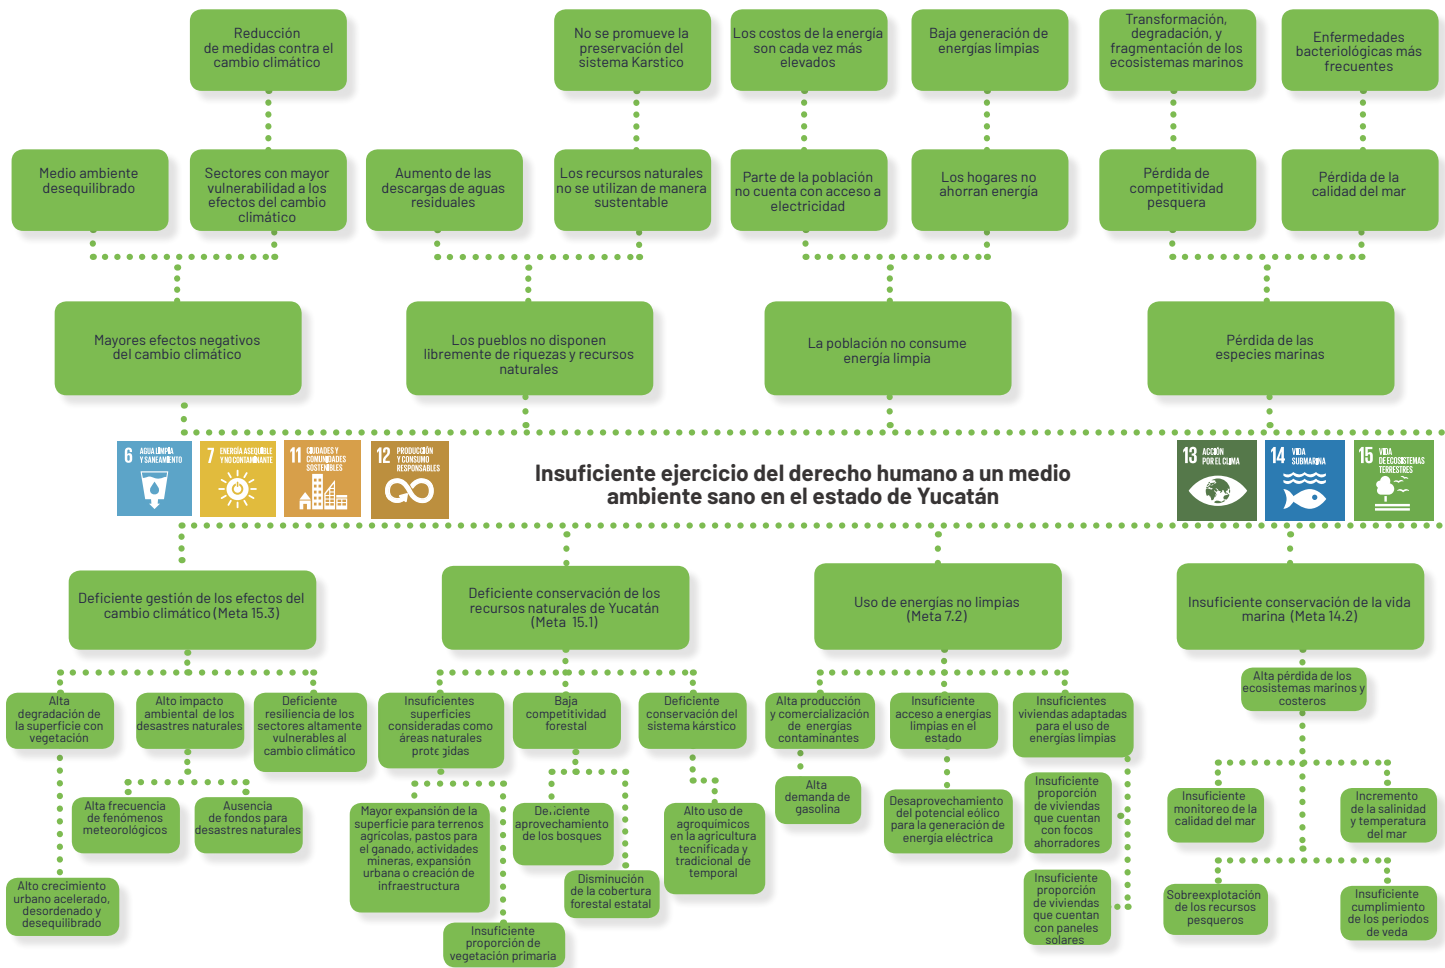 Reducción
de medidas contra el
cambio climático
No se promueve la
preservación del
sistema Karstico
Los costos de la energía
son cada vez más
elevados
Baja generación de
energías limpias
Transformación,
degradación, y
fragmentación de los
ecosistemas marinos
Enfermedades
bacteriológicas más
frecuentes
Medio ambiente
desequilibrado
Sectores con mayor
vulnerabilidad a los
efectos del cambio
climático
Aumento de las
descargas de aguas
residuales
Los recursos naturales
no se utilizan de manera
sustentable
Parte de la población
no cuenta con acceso a
electricidad
Los hogares no
ahorran energía
Pérdida de
competitividad
pesquera
Pérdida de la
calidad del mar
Mayores efectos negativos
del cambio climático
Los pueblos no disponen
libremente de riquezas y recursos
naturales
La población no consume
energía limpia
Pérdida de las
especies marinas
6 AGUA LIMPIA
Y SANEAMIENTO
7 ENERGÍA ASEQUIBLE
Y NO CONTAMINANTE
11 CIUDADES Y
COMUNIDADES
SOSTENIBLES
12 PRODUCCIÓN
Y CONSUMO
RESPONSABLES
Insuficiente ejercicio del derecho humano a un medio
ambiente sano en el estado de Yucatán
13 ACCIÓN
POR EL CLIMA
14 VIDA
SUBMARINA
15 VIDA
DE ECOSISTEMAS
TERRESTRES
Deficiente gestión de los efectos del
cambio climático (Meta 15.3)
Deficiente conservación de los
recursos naturales de Yucatán
(Meta 15.1)
Uso de energías no limpias
(Meta 7.2)
Insuficiente conservación de la vida
marina (Meta 14.2)
Alta
degradación de
la superficie con
vegetación
Alto impacto
ambiental de los
desastres naturales
Deficiente
resiliencia de los
sectores altamente
vulnerables al
cambio climático
Insuficientes
superficies
consideradas como
áreas naturales
protegidas
Baja
competitividad
forestal
Deficiente
conservación del
sistema kárstico
Alta producción
y comercialización
de energías
contaminantes
Insuficiente
acceso a energías
limpias en el
estado
Insuficientes
viviendas adaptadas
para el uso de
energías limpias
Alta pérdida de los
ecosistemas marinos y
costeros
Alta frecuencia
de fenómenos
meteorológicos
Ausencia
de fondos para
desastres naturales
Mayor expansión de la
superficie para terrenos
agrícolas, pastos para
el ganado, actividades
mineras, expansión
urbana o creación de
infraestructura
Deficiente
aprovechamiento
de los bosques
Alto uso de
agroquímicos
en la agricultura
tecnificada y
tradicional de
temporal
Alta
demanda de
gasolina
Desaprovechamiento
del potencial eólico
para la generación de
energía eléctrica
Insuficiente
proporción
de viviendas
que cuentan
con focos
ahorradores
Insuficiente
monitoreo de la
calidad del mar
Incremento
de la salinidad
y temperatura
del mar
Alto crecimiento
urbano acelerado,
desordenado y
desequilibrado
Disminución
de la cobertura
forestal estatal
Insuficiente
proporción de
vegetación primaria
Insuficiente
proporción
de viviendas
que cuentan
con paneles
solares
Sobreexplotación
de los recursos
pesqueros
Insuficiente
cumplimiento
de los períodos
de veda